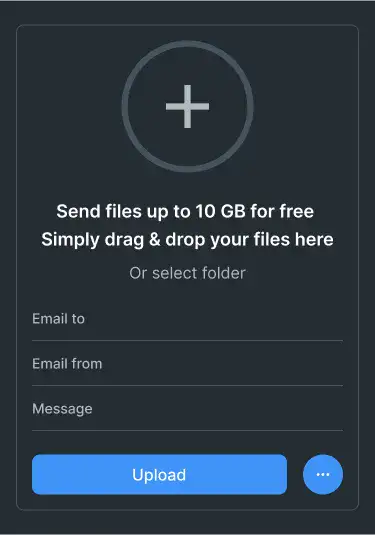 Send files up to 10 GB for free
Simply drag & drop your files here
Or select folder
Email to
Email from
Message
Upload